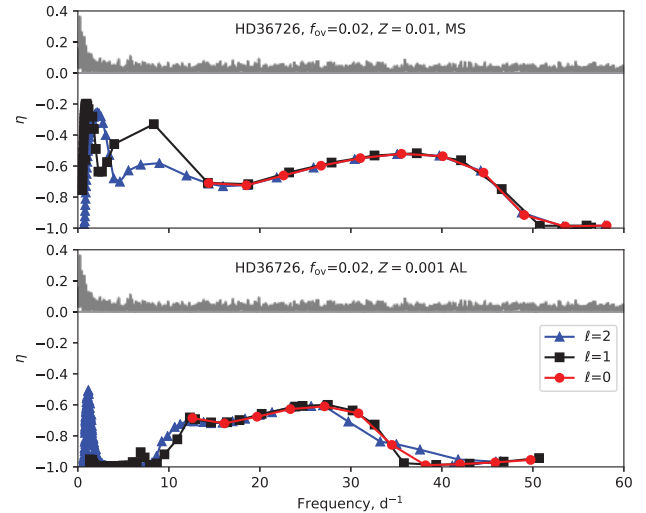 HD36726, f_ov=0.02, Z = 0.01, MS
0.4
0.2
0.0
−0.2
−0.4
−0.6
−0.8
−1.0
η
HD36726, f_ov=0.02, Z = 0.001 AL
0.4
0.2
0.0
−0.2
−0.4
−0.6
−0.8
−1.0
η
ℓ=2
ℓ=1
ℓ=0
0 10 20 30 40 50 60
Frequency, d⁻¹